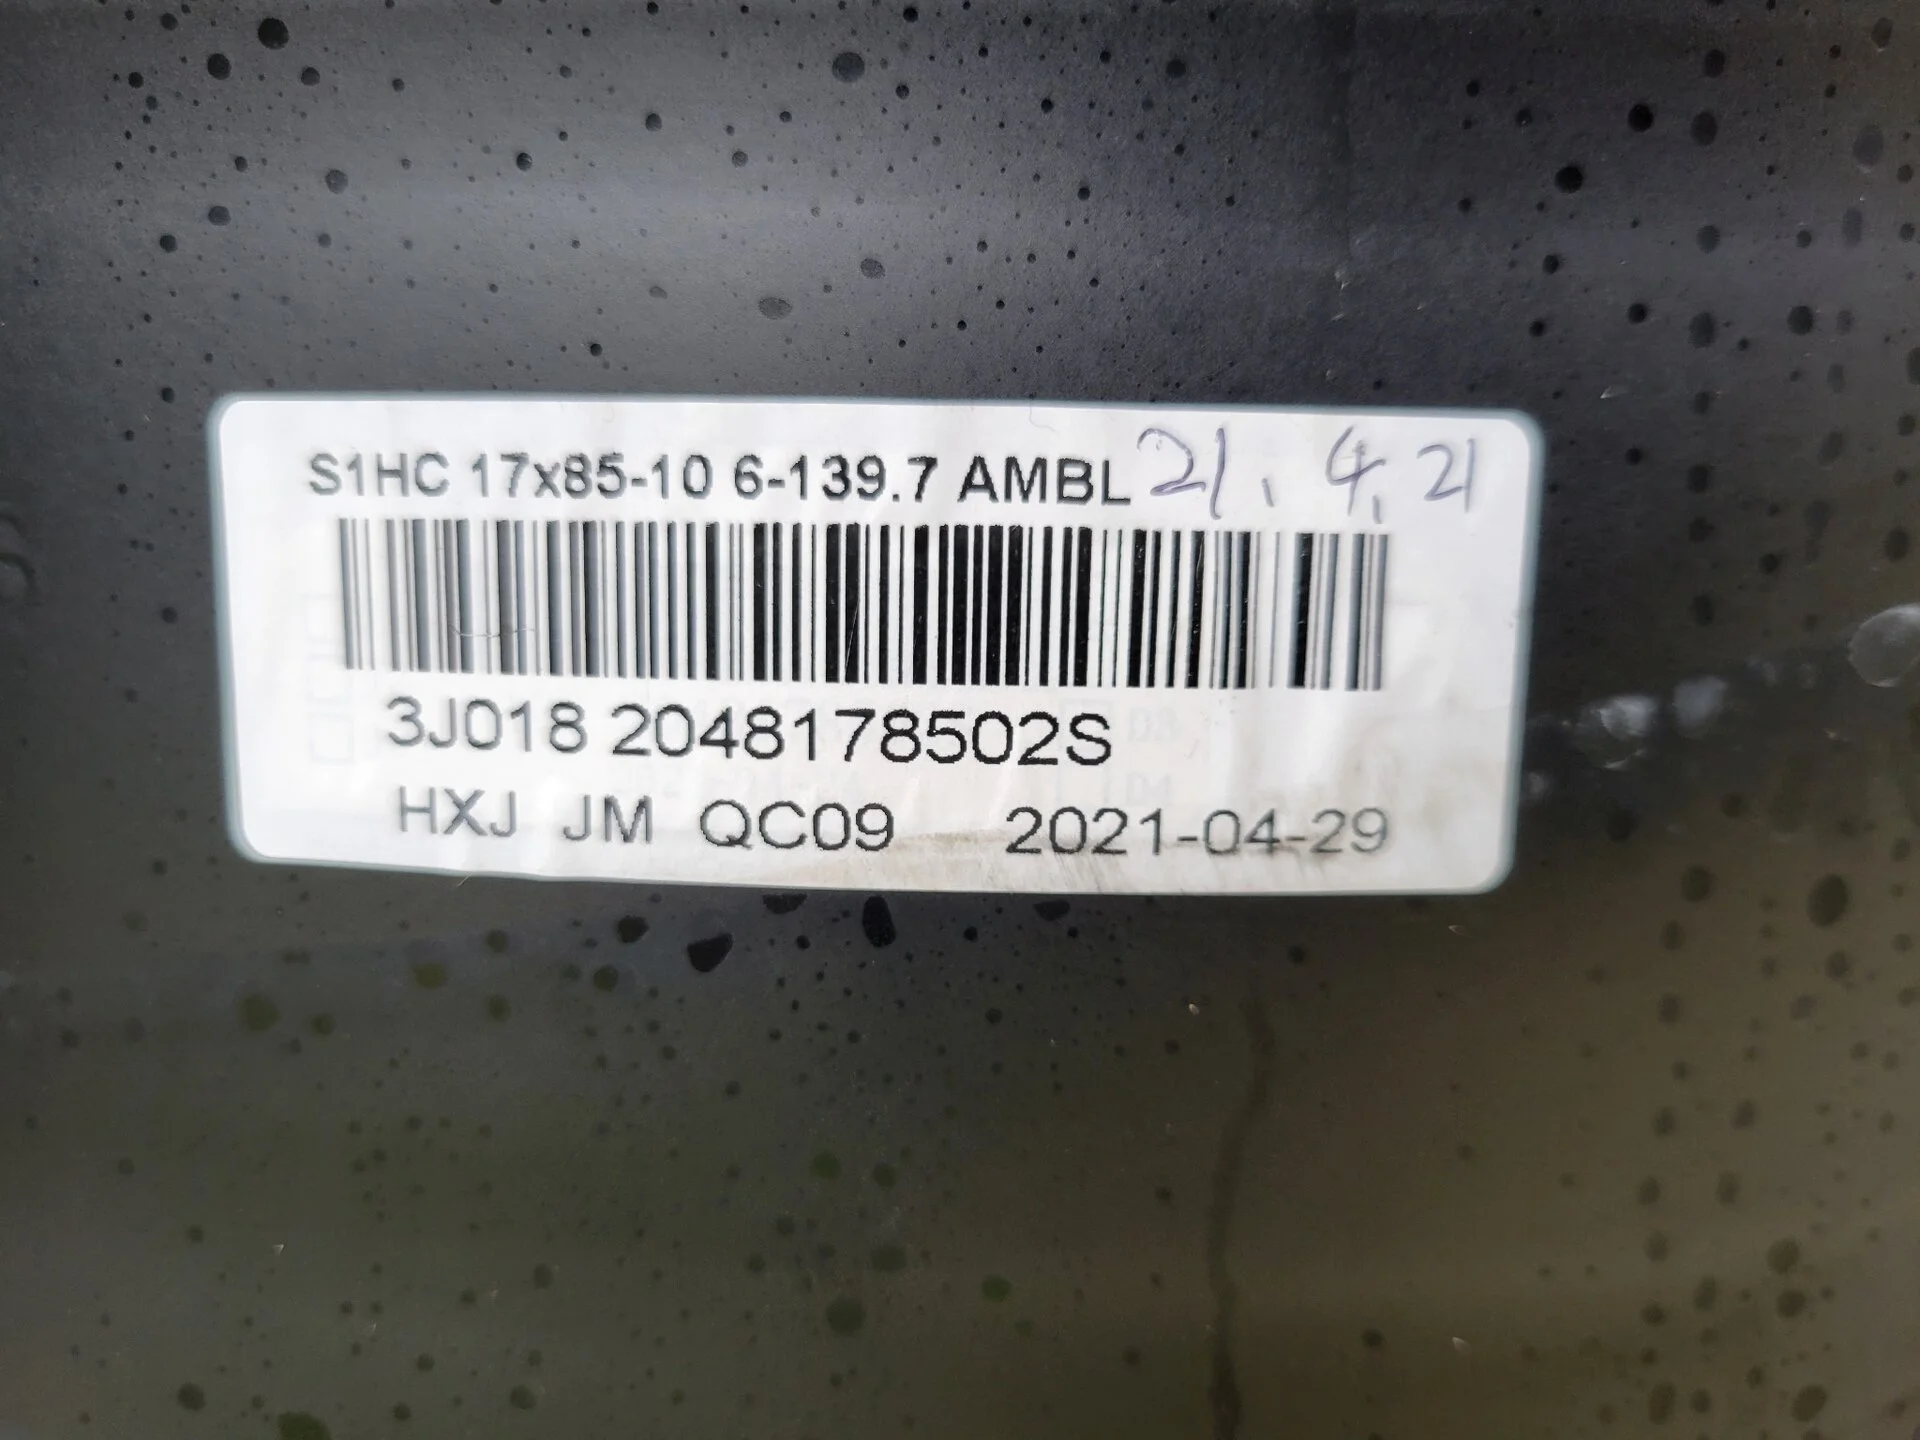 S1HC 17x85-10 6-139.7 AMBL 21.4.21
3J018 2048178502S
HXJ JM QC09 2021-04-29